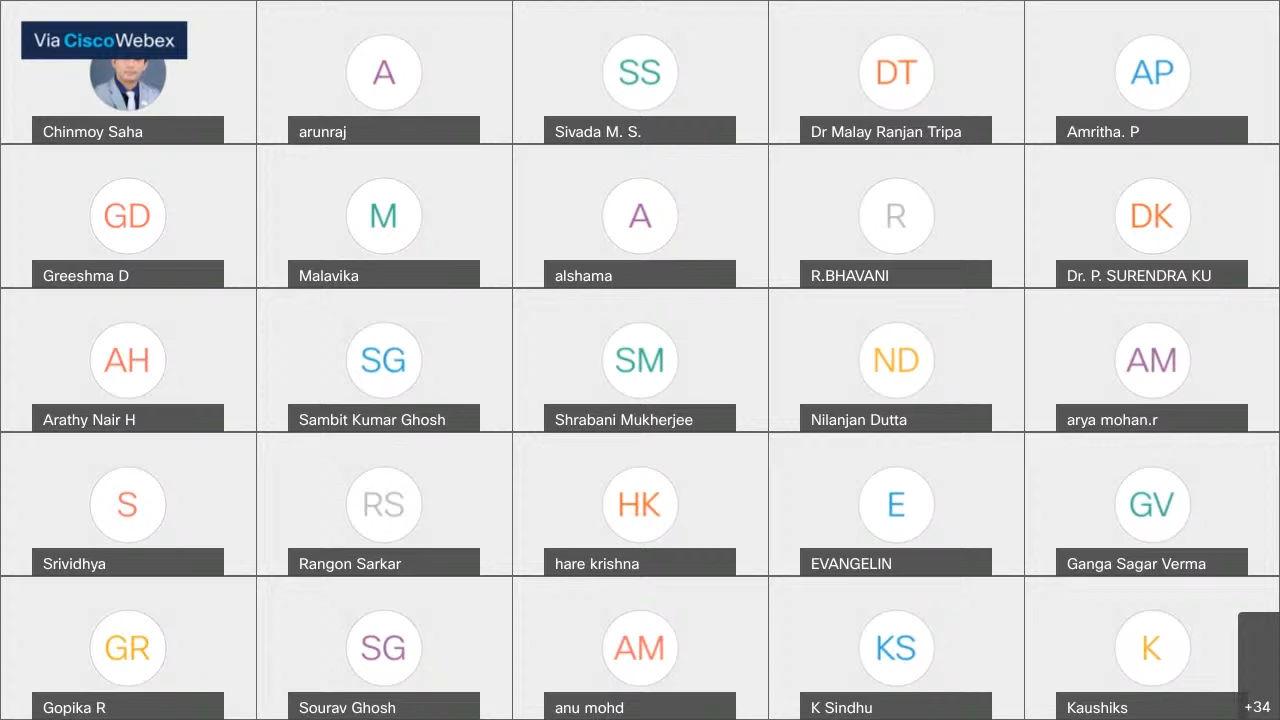 Via CiscoWebex
A
SS
DT
AP
Chinmoy Saha
arunraj
Sivada M. S.
Dr Malay Ranjan Tripa
Amritha. P
GD
M
A
R
DK
Greeshma D
Malavika
alshama
R.BHAVANI
Dr. P. SURENDRA KU
AH
SG
SM
ND
AM
Arathy Nair H
Sambit Kumar Ghosh
Shrabani Mukherjee
Nilanjan Dutta
arya mohan.r
S
RS
HK
E
GV
Srividhya
Rangon Sarkar
hare krishna
EVANGELIN
Ganga Sagar Verma
GR
SG
AM
KS
K
Gopika R
Sourav Ghosh
anu mohd
K Sindhu
Kaushiks
+34